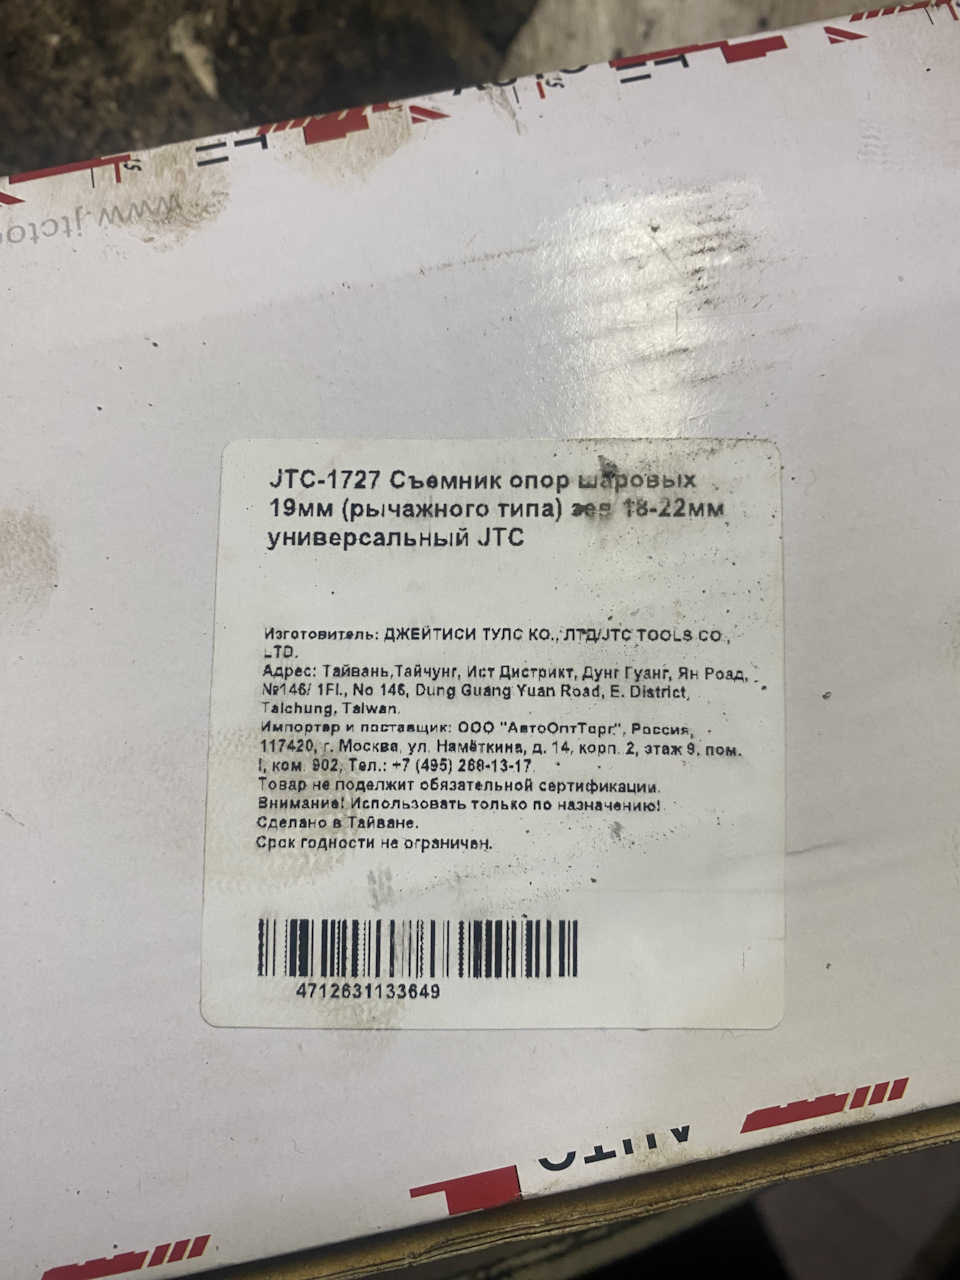 www.jtcto
JTC-1727 Съемник опор шаровых
19мм (рычажного типа) зев 18-22мм
универсальный JTC
Изготовитель: ДЖЕЙТИСИ ТУЛС КО., ЛТД/JTC TOOLS CO.,
LTD.
Адрес: Тайвань,Тайчунг, Ист Дистрикт, Дунг Гуанг, Ян Роад,
№146/ 1Fl., No 146, Dung Guang Yuan Road, E. District,
Taichung, Taiwan.
Импортер и поставщик: ООО "АвтоОптТорг", Россия,
117420, г. Москва, ул. Намёткина, д. 14, корп. 2, этаж 9, пом.
I, ком. 902, Тел.: +7 (495) 268-13-17.
Товар не подлежит обязательной сертификации.
Внимание! Использовать только по назначению!
Сделано в Тайване.
Срок годности не ограничен.
4712631133649